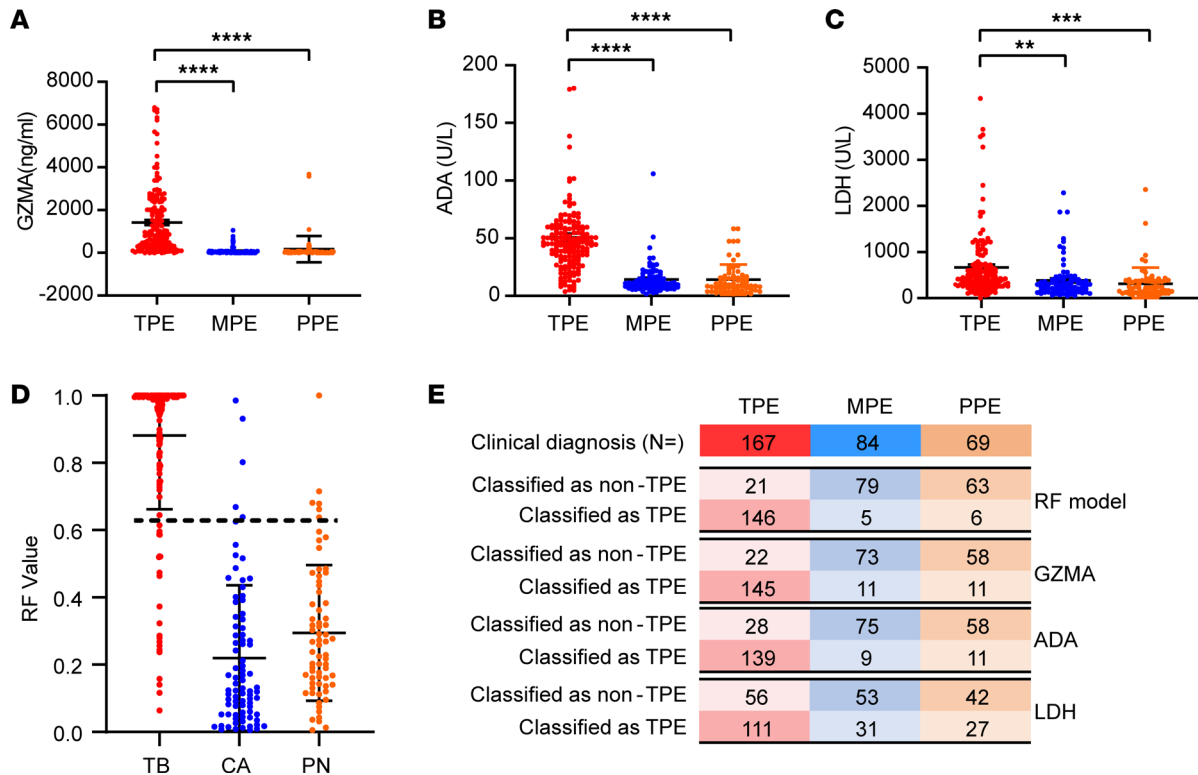 A
****
****
GZMA(ng/ml)
8000
6000
4000
2000
0
-2000
TPE MPE PPE
B
****
****
ADA (U/L)
200
150
100
50
0
TPE MPE PPE
C
***
**
LDH (U\L)
5000
4000
3000
2000
1000
0
TPE MPE PPE
D
RF Value
1.0
0.8
0.6
0.4
0.2
0.0
TB CA PN
E
TPE MPE PPE
Clinical diagnosis (N=) 167 84 69
Classified as non-TPE 21 79 63
RF model
Classified as TPE 146 5 6
Classified as non-TPE 22 73 58
GZMA
Classified as TPE 145 11 11
Classified as non-TPE 28 75 58
ADA
Classified as TPE 139 9 11
Classified as non-TPE 56 53 42
LDH
Classified as TPE 111 31 27